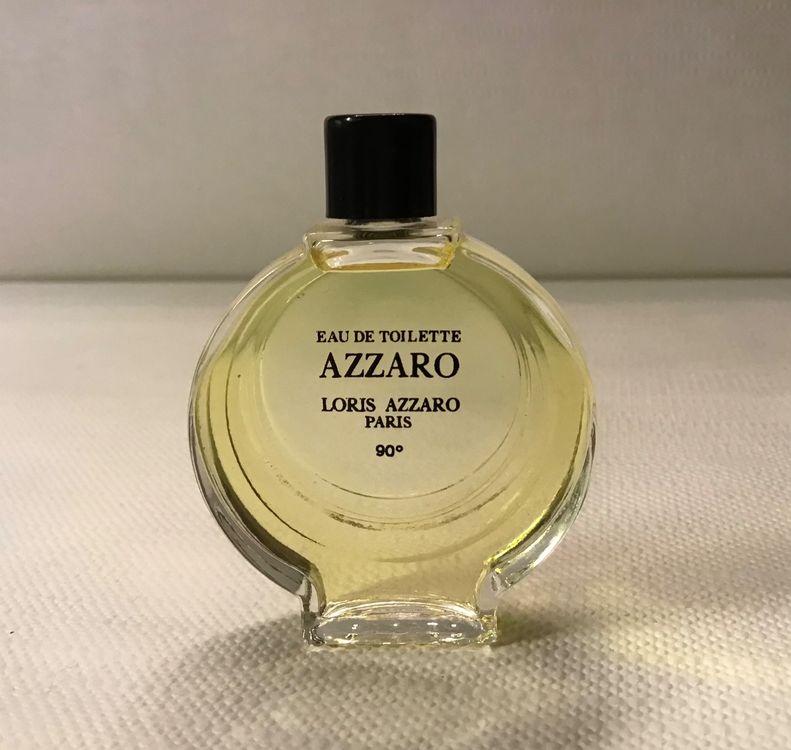 EAU DE TOILETTE
AZZARO
LORIS AZZARO
PARIS
90°